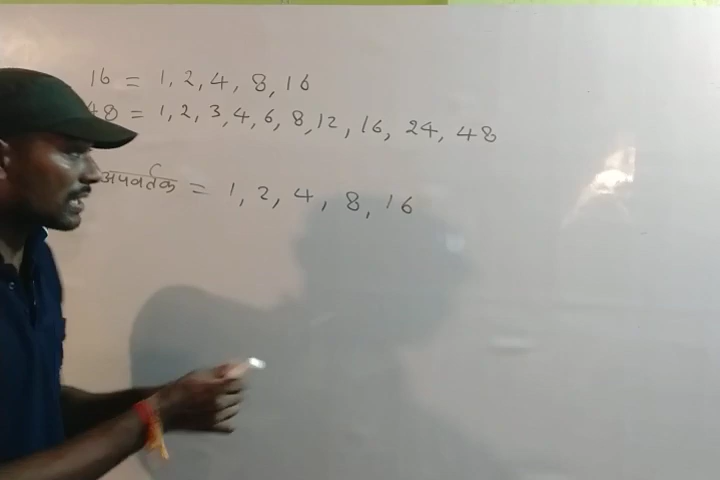 16 = 1, 2, 4, 8, 16
48 = 1, 2, 3, 4, 6, 8, 12, 16, 24, 48
अपवर्तक = 1, 2, 4, 8, 16